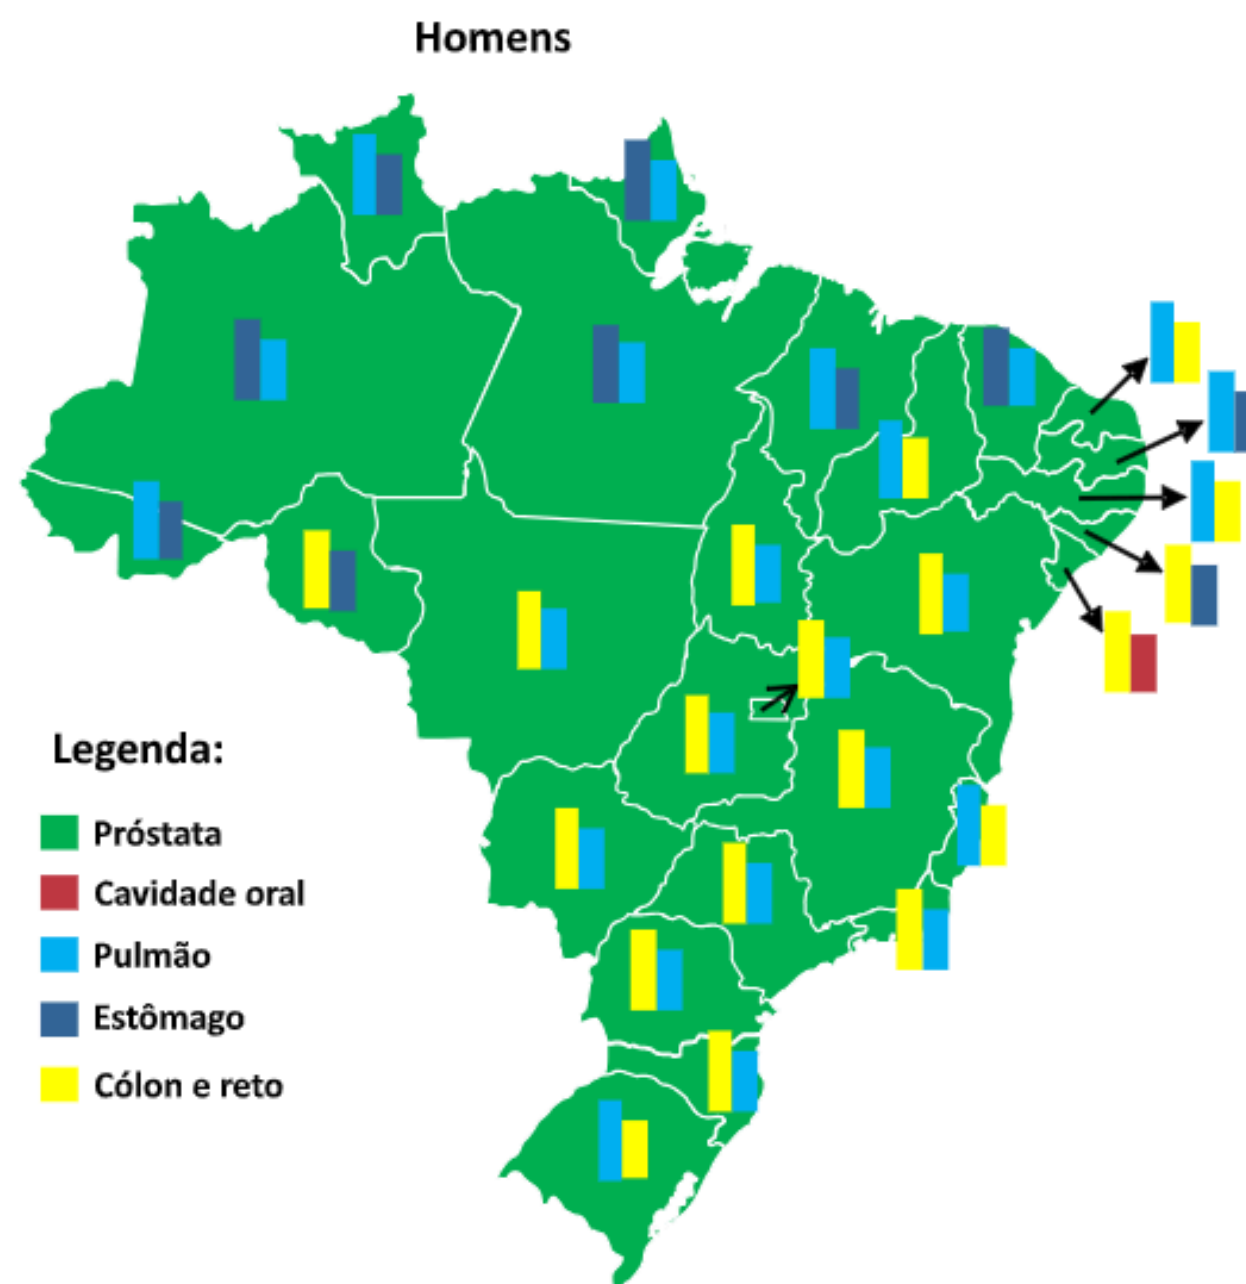 Homens
Legenda:
Próstata
Cavidade oral
Pulmão
Estômago
Cólon e reto